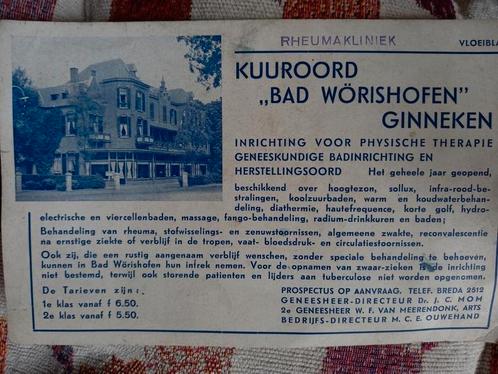 RHEUMAKLINIEK
VLOEIBLA
KUUROORD
„BAD WÖRISHOFEN”
GINNEKEN
INRICHTING VOOR PHYSISCHE THERAPIE
GENEESKUNDIGE BADINRICHTING EN
HERSTELLINGSOORD Het geheele jaar geopend,
beschikkend over hoogtezon, sollux, infra-rood-be-
stralingen, koolzuurbaden, warm en koudwaterbehan-
deling, diathermie, hautefrequence, korte golf, hydro-
electrische en viercellenbaden, massage, fango-behandeling, radium-drinkkuren en baden;
Behandeling van rheuma, stofwisselings- en zenuwstoornissen, algemeene zwakte, reconvalescentie
na ernstige ziekte of verblijf in de tropen, vaat- bloedsdruk- en circulatiestoornissen.
Ook zij, die een rustig aangenaam verblijf wenschen, zonder speciale behandeling te behoeven,
kunnen in Bad Wörishofen hun intrek nemen. Voor de opnamen van zwaar-zieken is de inrichting
niet bestemd, terwijl ook storende patienten en lijders aan tuberculose niet worden opgenomen.
De Tarieven zijn:
1e klas vanaf f 6.50.
2e klas vanaf f 5.50.
PROSPECTUS OP AANVRAAG. TELEF. BREDA 2612
GENEESHEER-DIRECTEUR Dr. J. C. MOM
2e GENEESHEER W. F. VAN MEERENDONK, ARTS
BEDRIJFS-DIRECTEUR M. C. E. OUWEHAND